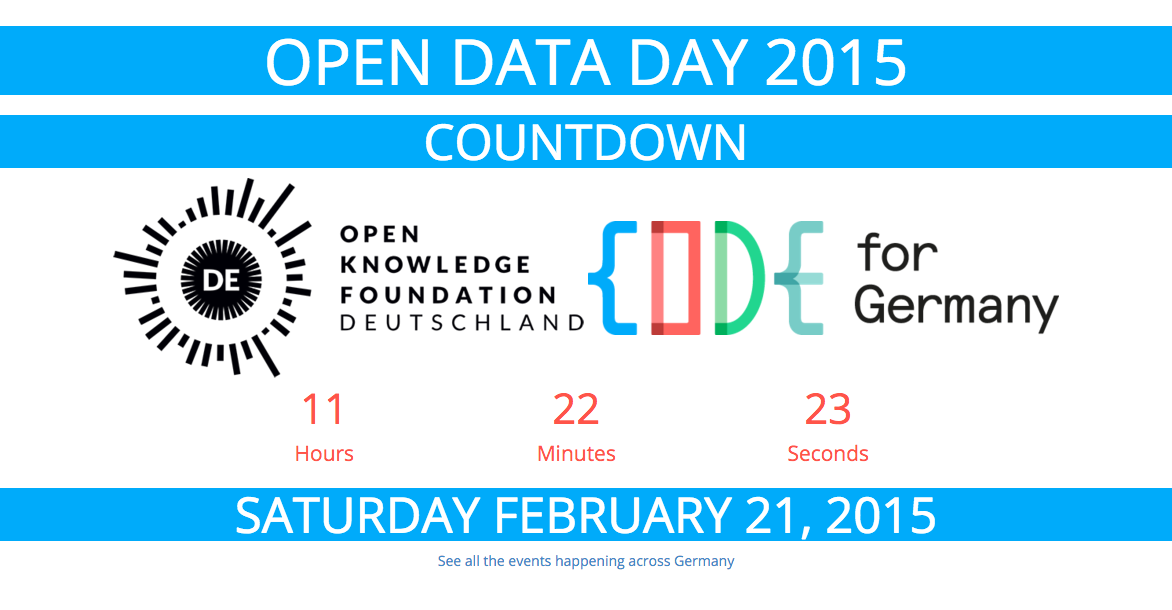 OPEN DATA DAY 2015
COUNTDOWN
DE
OPEN
KNOWLEDGE
FOUNDATION
DEUTSCHLAND
{ODE
for
Germany
11
22
23
Hours
Minutes
Seconds
SATURDAY FEBRUARY 21, 2015
See all the events happening across Germany